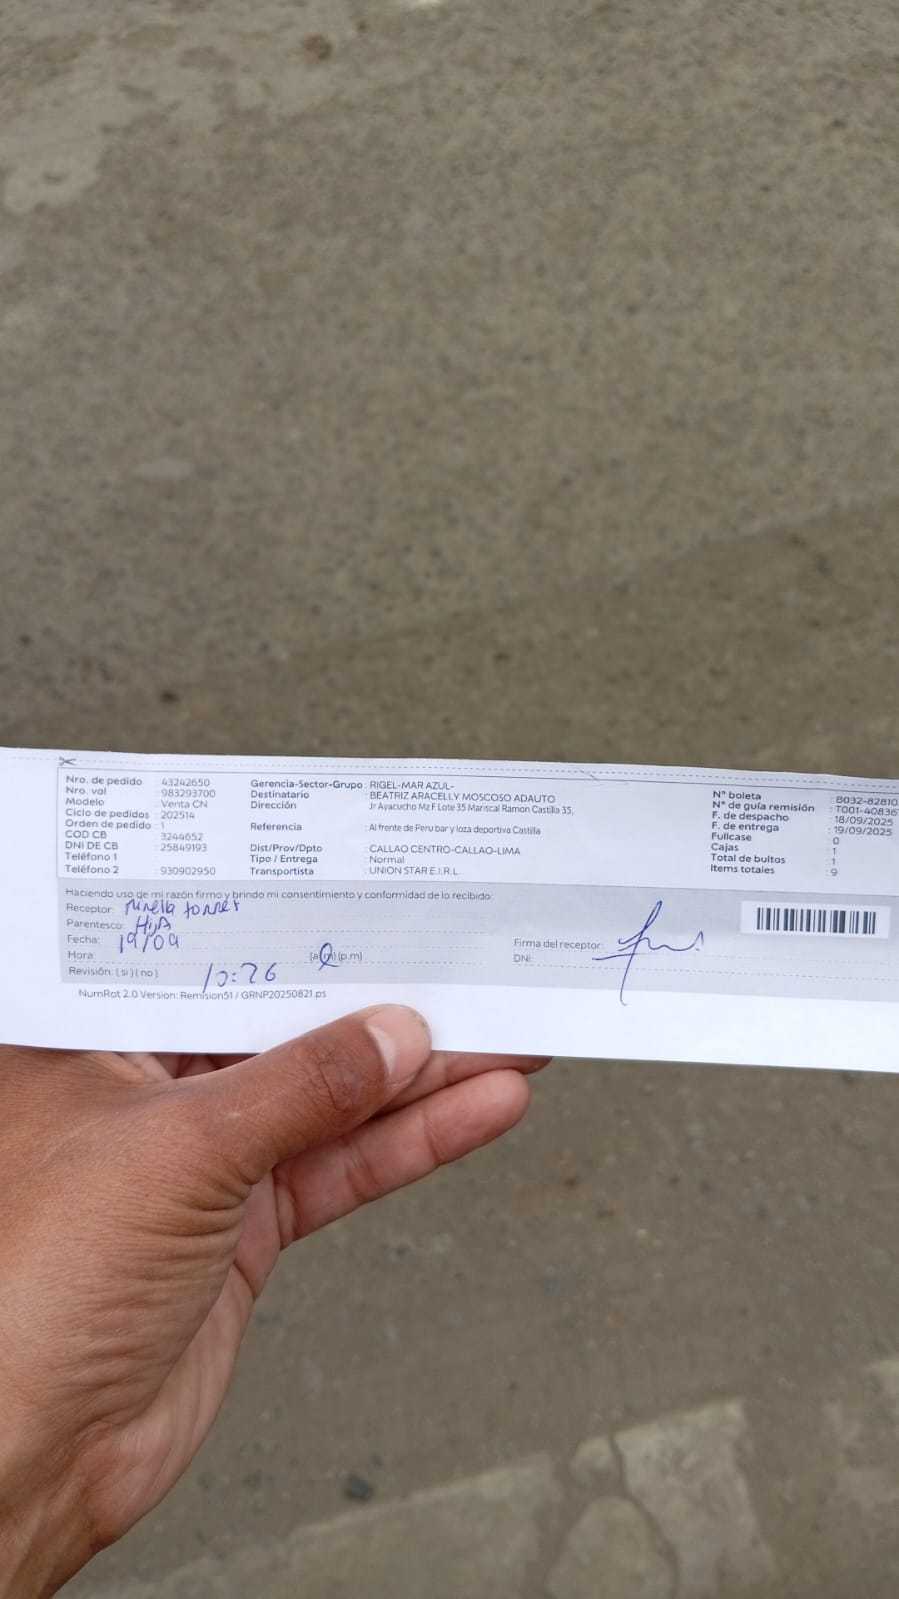 Nro. de pedido : 43242650
Nro. vol : 983293700
Modelo : Venta CN
Ciclo de pedidos : 202514
Orden de pedido : 1
COD CB : 3244652
DNI DE CB : 25849193
Teléfono 1 :
Teléfono 2 : 930902950
Gerencia-Sector-Grupo : RIGEL-MAR AZUL-
Destinatario : BEATRIZ ARACELLY MOSCOSO ADAUTO
Dirección : Jr Ayacucho Mz F Lote 35 Mariscal Ramon Castilla 35,
Referencia : Al frente de Peru bar y loza deportiva Castilla
Dist/Prov/Dpto : CALLAO CENTRO-CALLAO-LIMA
Tipo / Entrega : Normal
Transportista : UNION STAR E.I.R.L.
N° boleta : B032-82810
N° de guía remisión : T001-40836
F. de despacho : 18/09/2025
F. de entrega : 19/09/2025
Fullcase : 0
Cajas : 1
Total de bultos : 1
Items totales : 9
Haciendo uso de mi razón firmo y brindo mi consentimiento y conformidad de lo recibido:
Receptor: Mirella torres
Parentesco: HijA
Fecha: 19/09
Hora: 10:26 (a.m) (p.m)
Revisión: ( si ) ( no )
Firma del receptor:
DNI:
NumRot 2.0 Version: Remision51 / GRNP20250821.ps